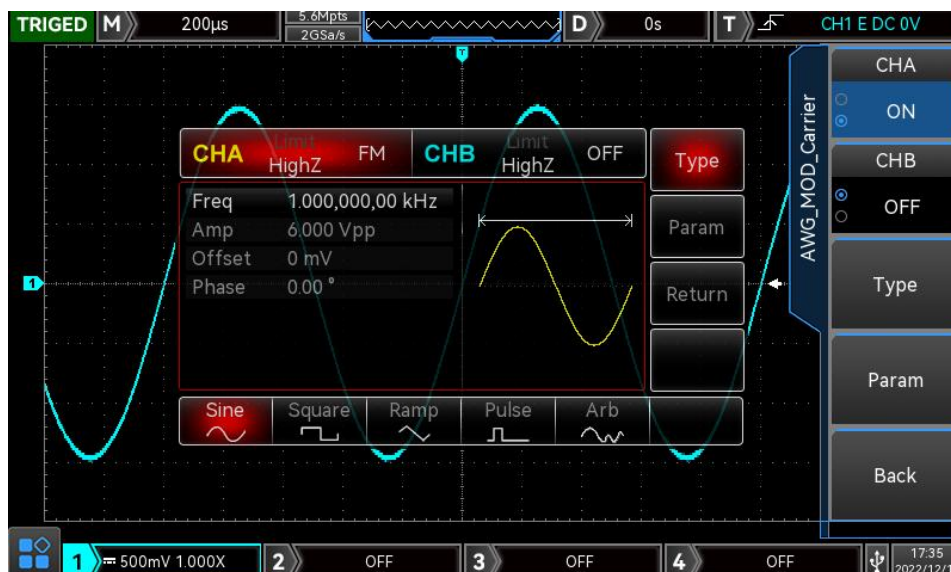 TRIGED M 200μs 5.6Mpts D 0s T CH1 E DC 0V
2GSa/s
T
CHA
ON
CHB
OFF
Type
Param
Back
AWG_MOD_Carrier
CHA Limit HighZ FM CHB Limit HighZ OFF
Type
Param
Return
Freq 1.000,000,00 kHz
Amp 6.000 Vpp
Offset 0 mV
Phase 0.00 °
Sine Square Ramp Pulse Arb
1
1 500mV 1.000X 2 OFF 3 OFF 4 OFF 17:35